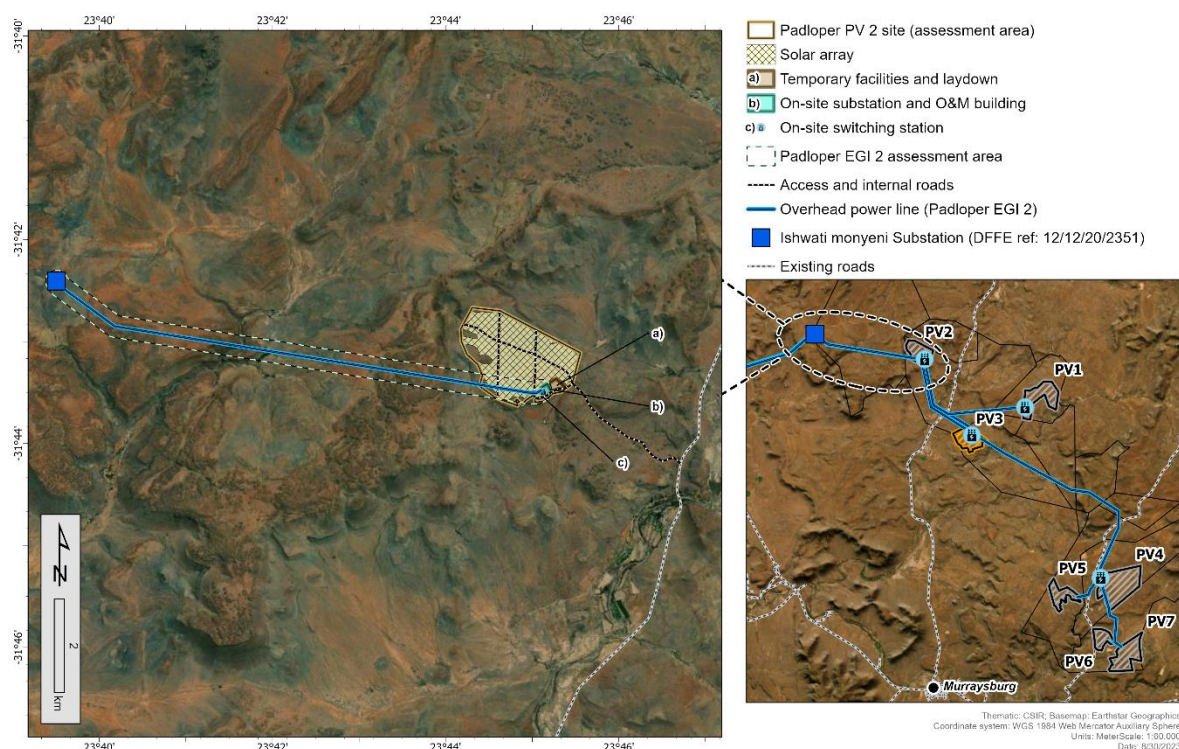 23°40'
23°42'
23°44'
23°46'
-31°40'
-31°42'
-31°44'
-31°46'
a)
b)
c)
N
2
km
23°40'
23°42'
23°44'
23°46'
Padloper PV 2 site (assessment area)
Solar array
a) Temporary facilities and laydown
b) On-site substation and O&M building
c) On-site switching station
Padloper EGI 2 assessment area
Access and internal roads
Overhead power line (Padloper EGI 2)
Ishwati monyeni Substation (DFFE ref: 12/12/20/2351)
Existing roads
PV2
PV1
PV3
PV5
PV4
PV7
PV6
Murraysburg
Thematic: CSIR; Basemap: Earthstar Geographics
Coordinate system: WGS 1984 Web Mercator Auxiliary Sphere
Units: MeterScale: 1:60,000